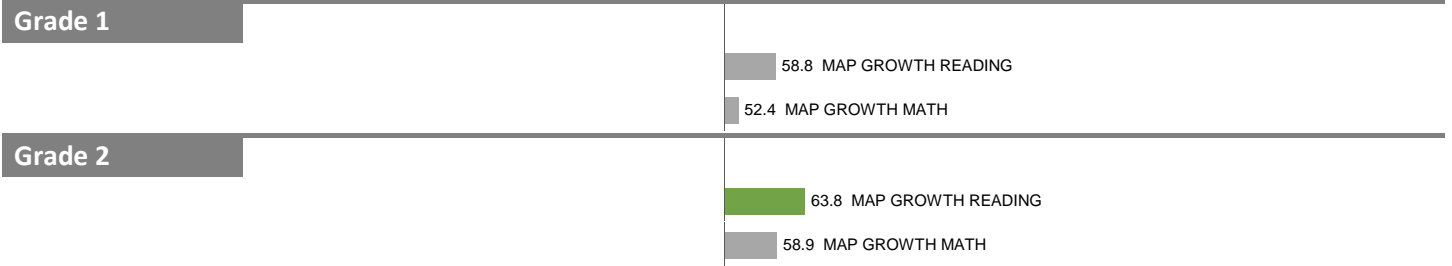 Grade 1
58.8 MAP GROWTH READING
52.4 MAP GROWTH MATH
Grade 2
63.8 MAP GROWTH READING
58.9 MAP GROWTH MATH